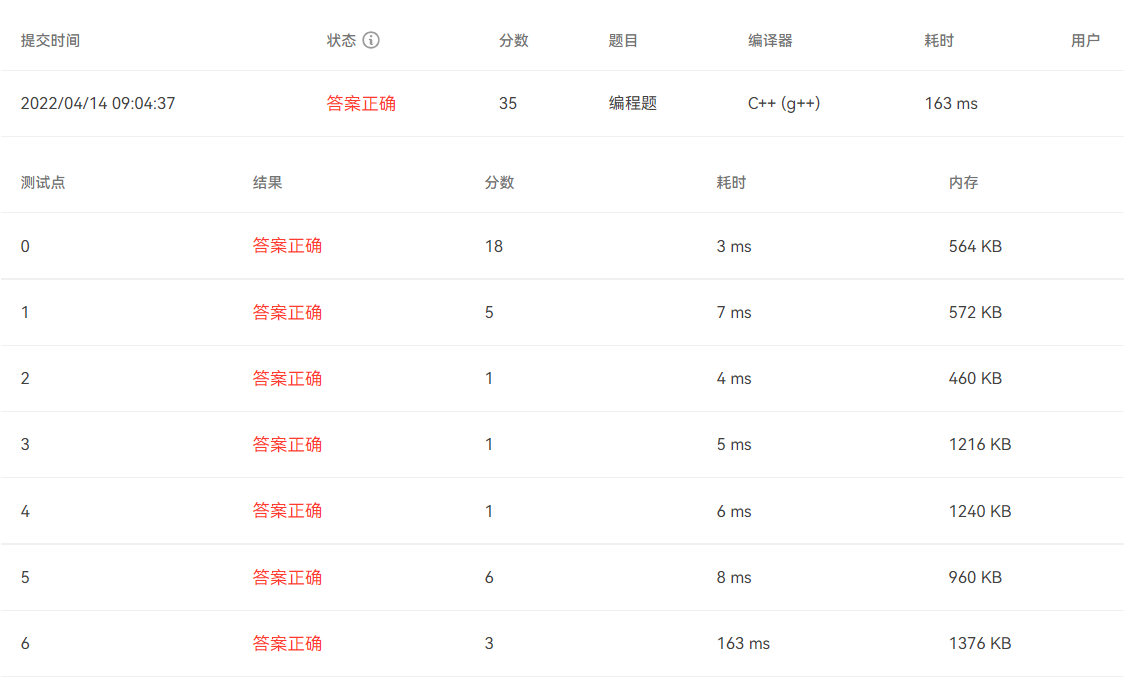 提交时间 状态 分数 题目 编译器 耗时 用户
2022/04/14 09:04:37 答案正确 35 编程题 C++ (g++) 163 ms
测试点 结果 分数 耗时 内存
0 答案正确 18 3 ms 564 KB
1 答案正确 5 7 ms 572 KB
2 答案正确 1 4 ms 460 KB
3 答案正确 1 5 ms 1216 KB
4 答案正确 1 6 ms 1240 KB
5 答案正确 6 8 ms 960 KB
6 答案正确 3 163 ms 1376 KB